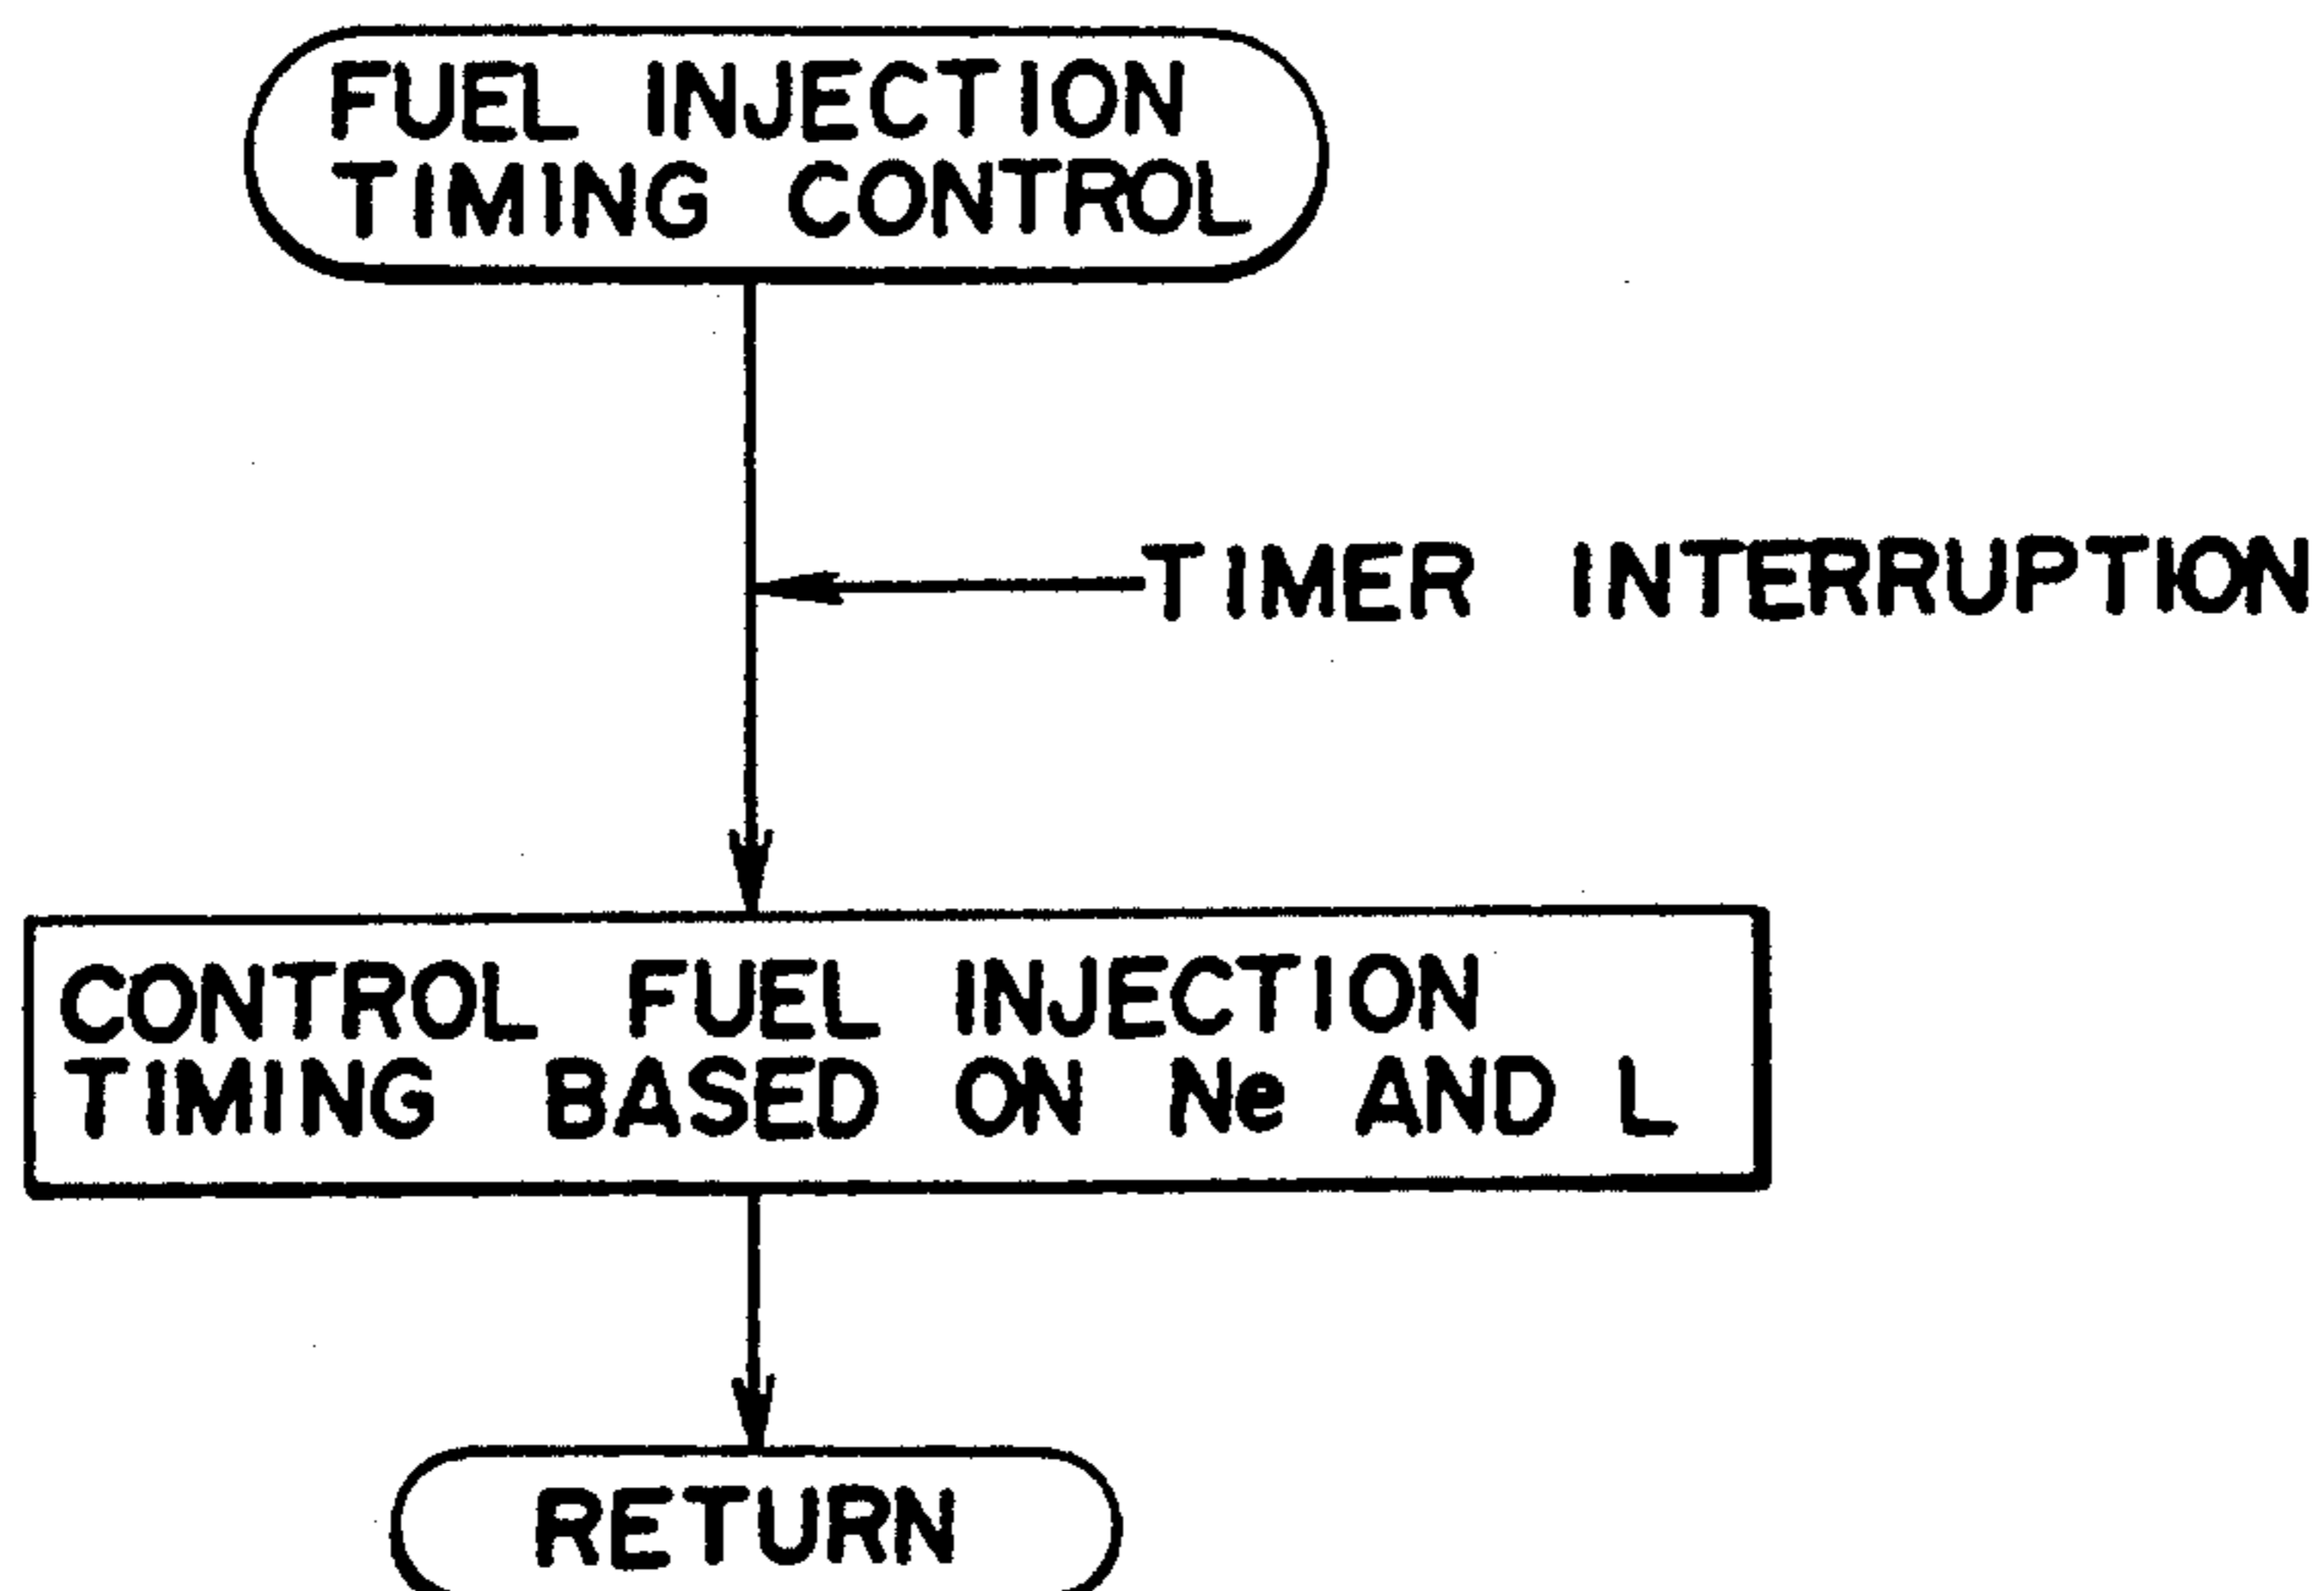 FUEL INJECTION
TIMING CONTROL
TIMER INTERRUPTION
CONTROL FUEL INJECTION
TIMING BASED ON Ne AND L
RETURN